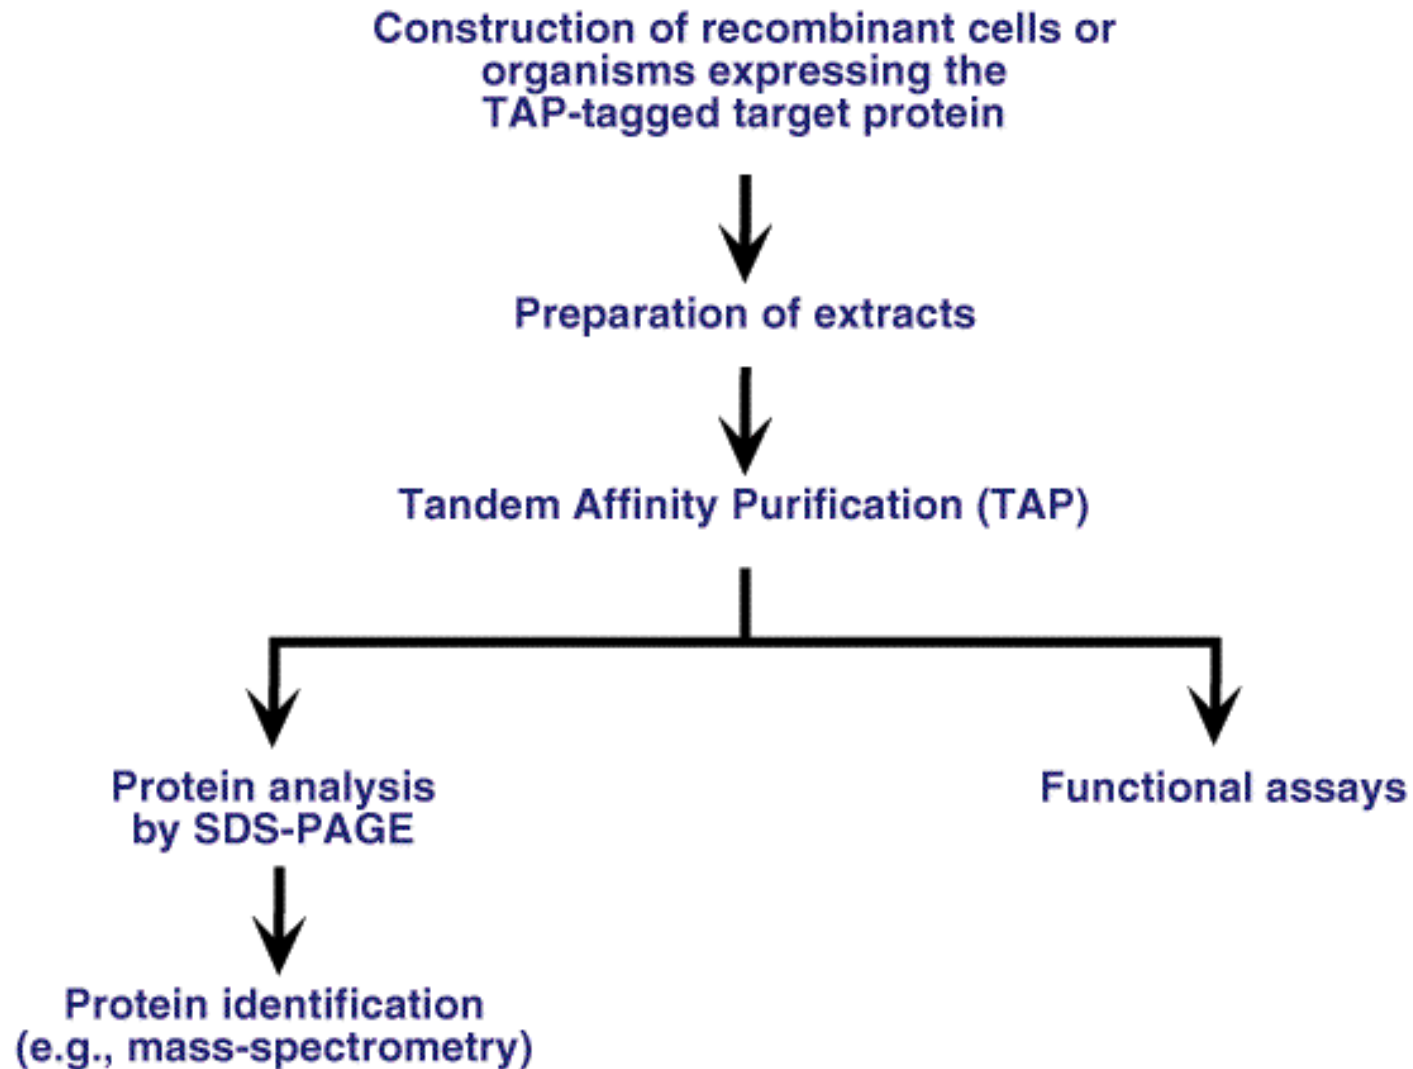 Construction of recombinant cells or
organisms expressing the
TAP-tagged target protein
Preparation of extracts
Tandem Affinity Purification (TAP)
Protein analysis
by SDS-PAGE
Functional assays
Protein identification
(e.g., mass-spectrometry)